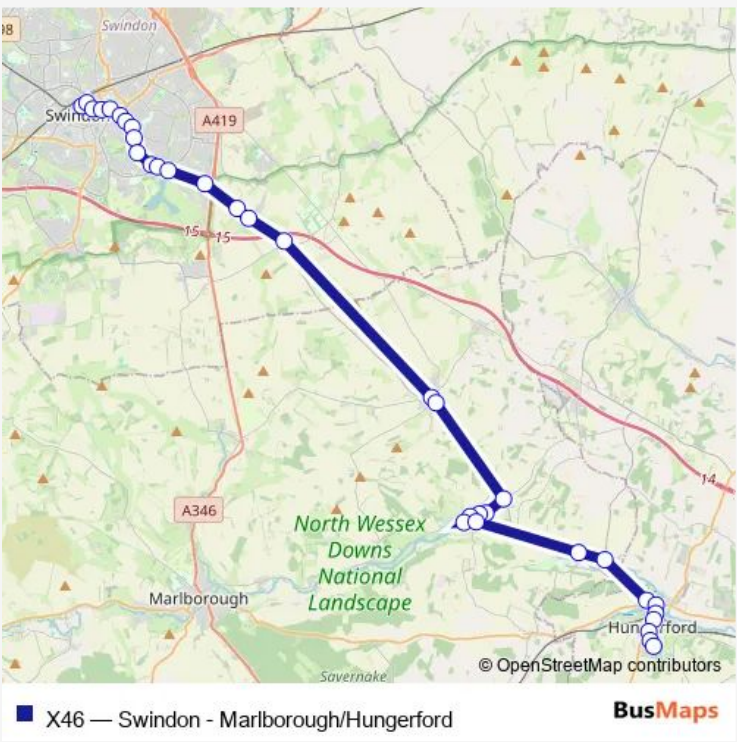 98
Swindon
Swindon
A419
15
15
14
A346
North Wessex
Downs
National
Landscape
Marlborough
Hungerford
© OpenStreetMap contributors
Savernake
X46 — Swindon - Marlborough/Hungerford
BusMaps